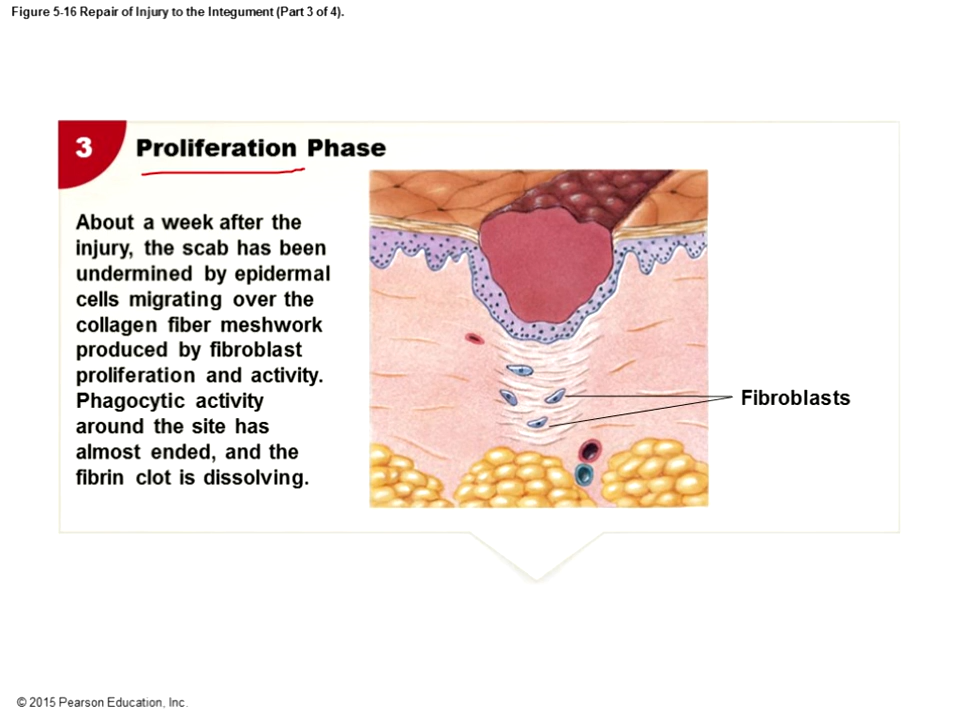 Figure 5-16 Repair of Injury to the Integument (Part 3 of 4).
3
Proliferation Phase
About a week after the
injury, the scab has been
undermined by epidermal
cells migrating over the
collagen fiber meshwork
produced by fibroblast
proliferation and activity.
Phagocytic activity
around the site has
almost ended, and the
fibrin clot is dissolving.
Fibroblasts
© 2015 Pearson Education, Inc.